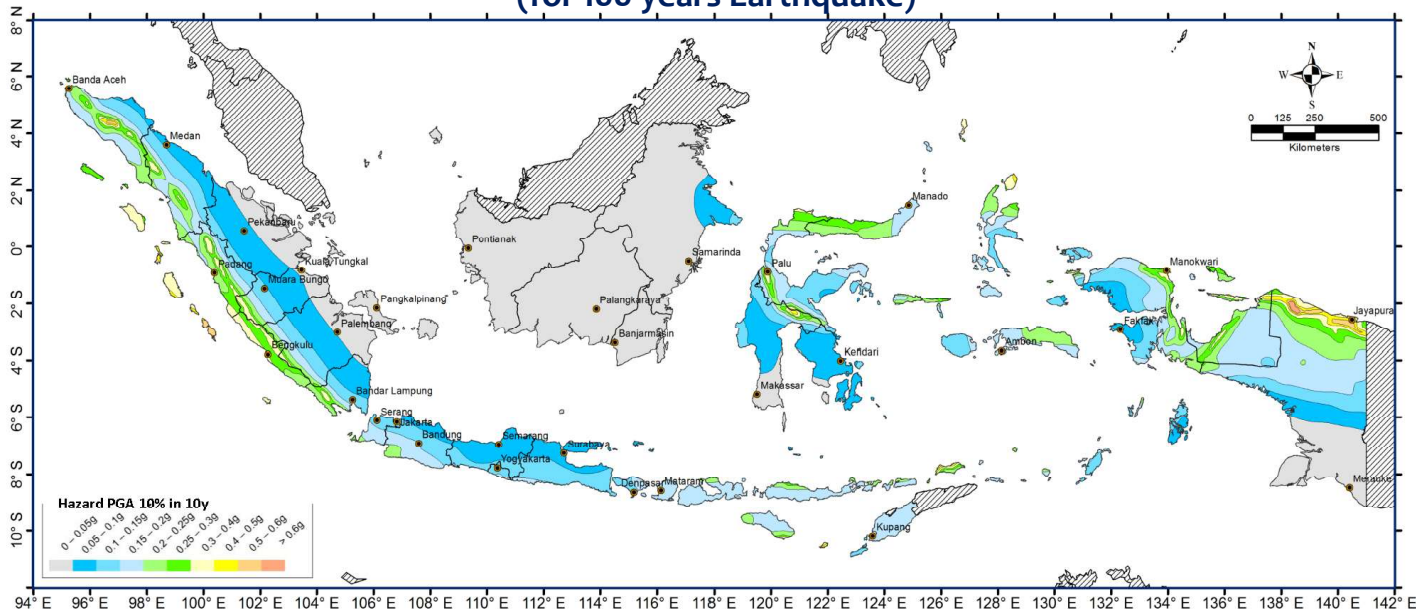 (for 100 years Earthquake)
8° N
6° N
4° N
2° N
0°
2° S
4° S
6° S
8° S
10° S
N
W E
S
0 125 250 500
Kilometers
Banda Aceh
Medan
Pekanbaru
Kuala Tungkal
Padang
Muara Bungo
Pangkalpinang
Palembang
Bengkulu
Bandar Lampung
Serang
Jakarta
Bandung
Semarang
Yogyakarta
Surabaya
Denpasar
Mataram
Kupang
Pontianak
Samarinda
Palangkaraya
Banjarmasin
Manado
Palu
Kendari
Makassar
Ambon
Fakfak
Manokwari
Jayapura
Merauke
Hazard PGA 10% in 10y
0 – 0.05g
0.05 – 0.1g
0.1 – 0.15g
0.15 – 0.2g
0.2 – 0.25g
0.25 – 0.3g
0.3 – 0.4g
0.4 – 0.5g
0.5 – 0.6g
> 0.6g
94° E 96° E 98° E 100° E 102° E 104° E 106° E 108° E 110° E 112° E 114° E 116° E 118° E 120° E 122° E 124° E 126° E 128° E 130° E 132° E 134° E 136° E 138° E 140° E 142° E